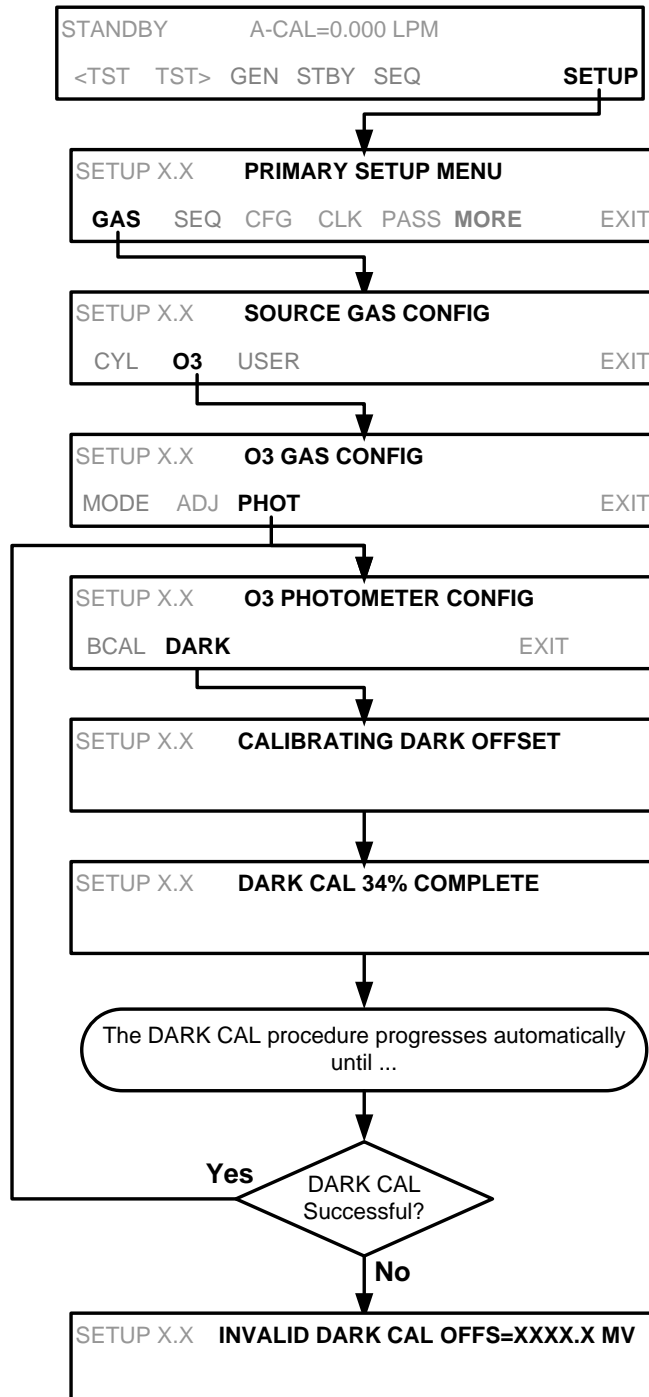 STANDBY A-CAL=0.000 LPM
<TST TST> GEN STBY SEQ SETUP
SETUP X.X PRIMARY SETUP MENU
GAS SEQ CFG CLK PASS MORE EXIT
SETUP X.X SOURCE GAS CONFIG
CYL O3 USER EXIT
SETUP X.X O3 GAS CONFIG
MODE ADJ PHOT EXIT
SETUP X.X O3 PHOTOMETER CONFIG
BCAL DARK EXIT
SETUP X.X CALIBRATING DARK OFFSET
SETUP X.X DARK CAL 34% COMPLETE
The DARK CAL procedure progresses automatically
until ...
Yes
DARK CAL
Successful?
No
SETUP X.X INVALID DARK CAL OFFS=XXXX.X MV